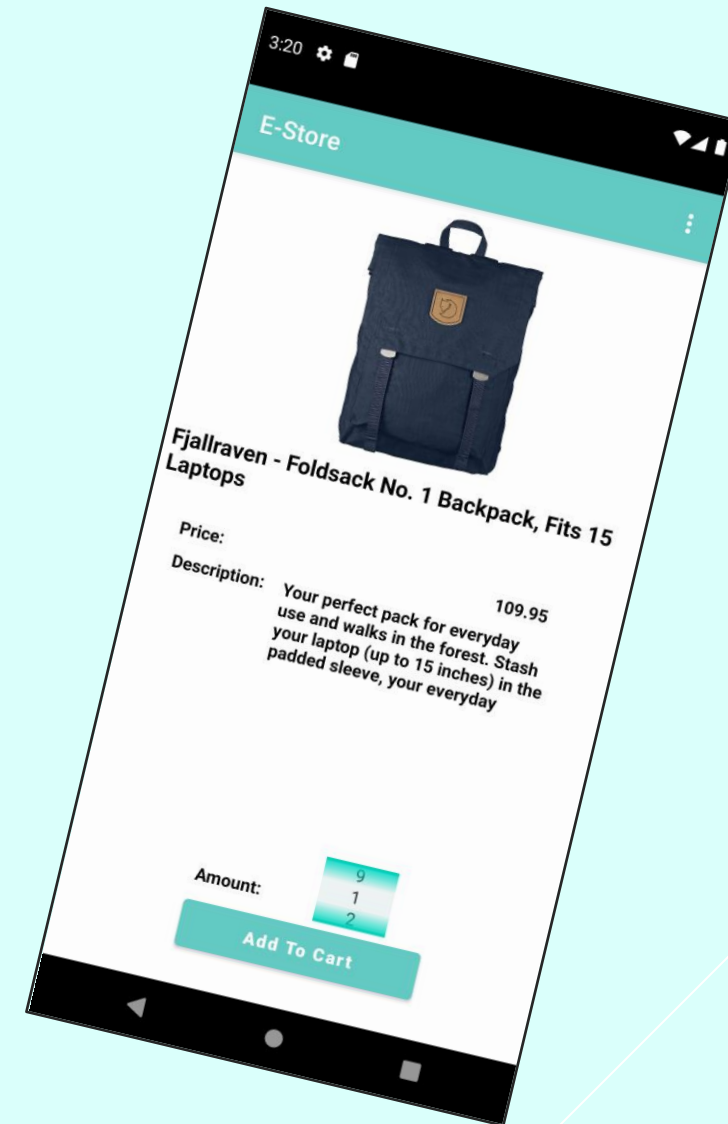 3:20
E-Store
Fjallraven - Foldsack No. 1 Backpack, Fits 15
Laptops
Price:
109.95
Description:
Your perfect pack for everyday
use and walks in the forest. Stash
your laptop (up to 15 inches) in the
padded sleeve, your everyday
Amount:
9
1
2
Add To Cart